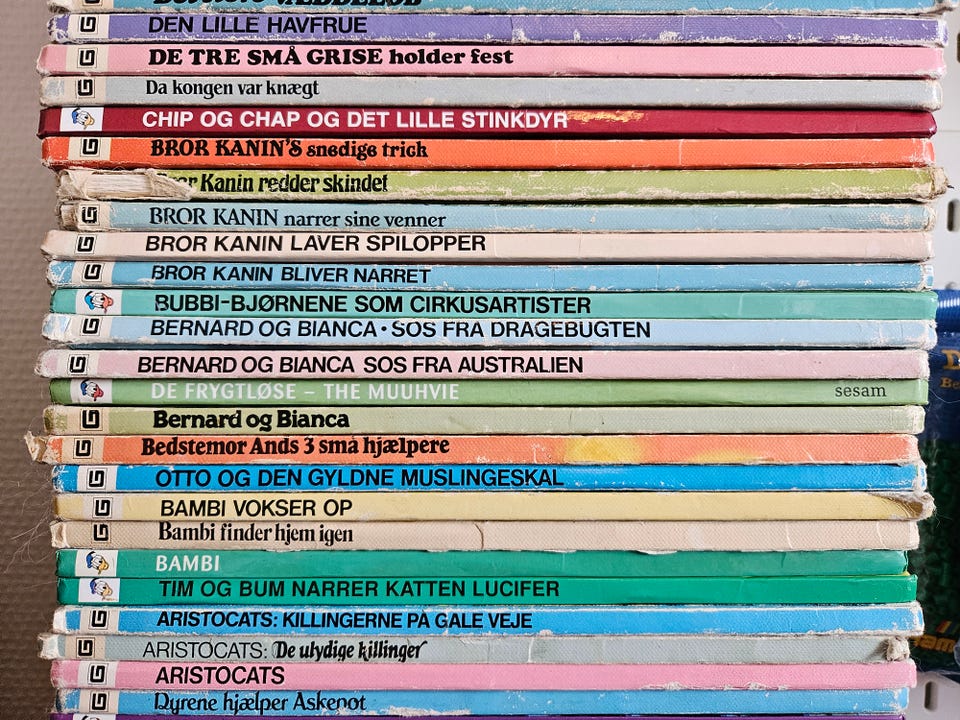 DEN LILLE HAVFRUE
DE TRE SMÅ GRISE holder fest
Da kongen var knægt
CHIP OG CHAP OG DET LILLE STINKDYR
BROR KANIN'S snedige trick
Kanin redder skindet
BROR KANIN narrer sine venner
BROR KANIN LAVER SPILOPPER
BROR KANIN BLIVER NARRET
BUBBI-BJØRNENE SOM CIRKUSARTISTER
BERNARD OG BIANCA • SOS FRA DRAGEBUGTEN
BERNARD OG BIANCA SOS FRA AUSTRALIEN
DE FRYGTLØSE – THE MUUHVIE sesam
Bernard og Bianca
Bedstemor Ands 3 små hjælpere
OTTO OG DEN GYLDNE MUSLINGESKAL
BAMBI VOKSER OP
Bambi finder hjem igen
BAMBI
TIM OG BUM NARRER KATTEN LUCIFER
ARISTOCATS: KILLINGERNE PÅ GALE VEJE
ARISTOCATS: De ulydige killinger
ARISTOCATS
Dyrene hjælper Askepot